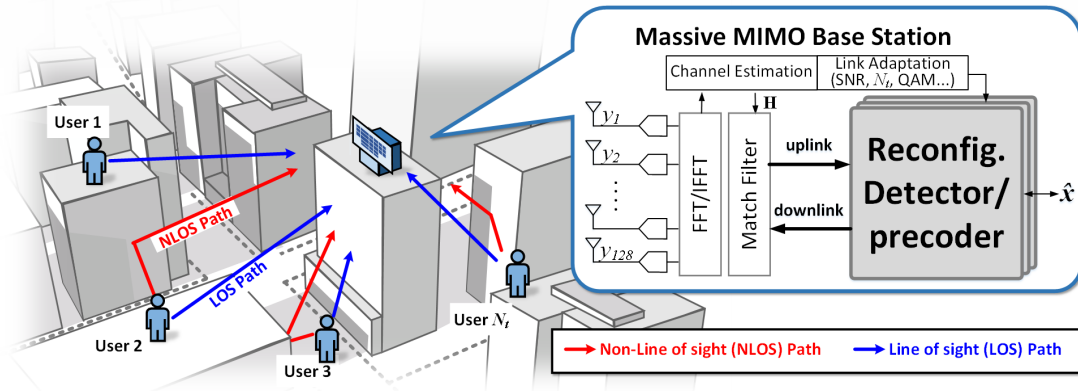 Massive MIMO Base Station
Channel Estimation
Link Adaptation
(SNR, Nₜ, QAM...)
H
y₁
y₂
y₁₂₈
FFT/IFFT
Match Filter
uplink
downlink
Reconfig.
Detector/
precoder
x̂
User 1
NLOS Path
LOS Path
User 2
User 3
User Nₜ
Non-Line of sight (NLOS) Path
Line of sight (LOS) Path